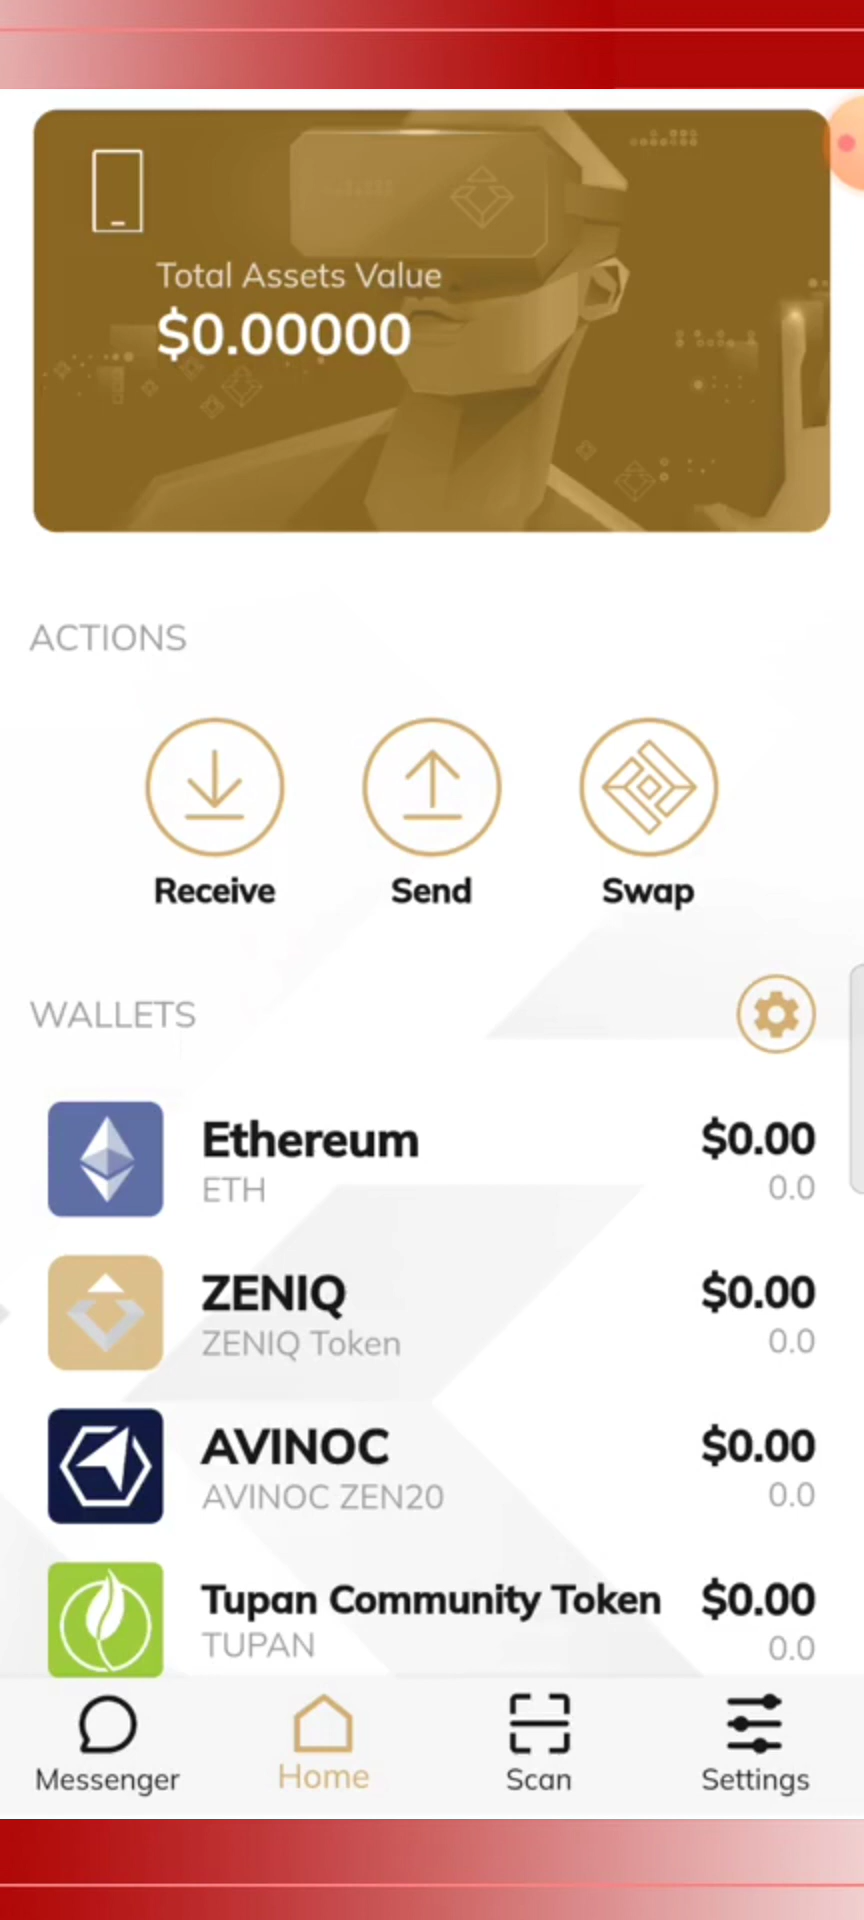 Total Assets Value
$0.00000
ACTIONS
Receive
Send
Swap
WALLETS
Ethereum
$0.00
ETH
0.0
ZENIQ
$0.00
ZENIQ Token
0.0
AVINOC
$0.00
AVINOC ZEN20
0.0
Tupan Community Token
$0.00
TUPAN
0.0
Messenger
Home
Scan
Settings